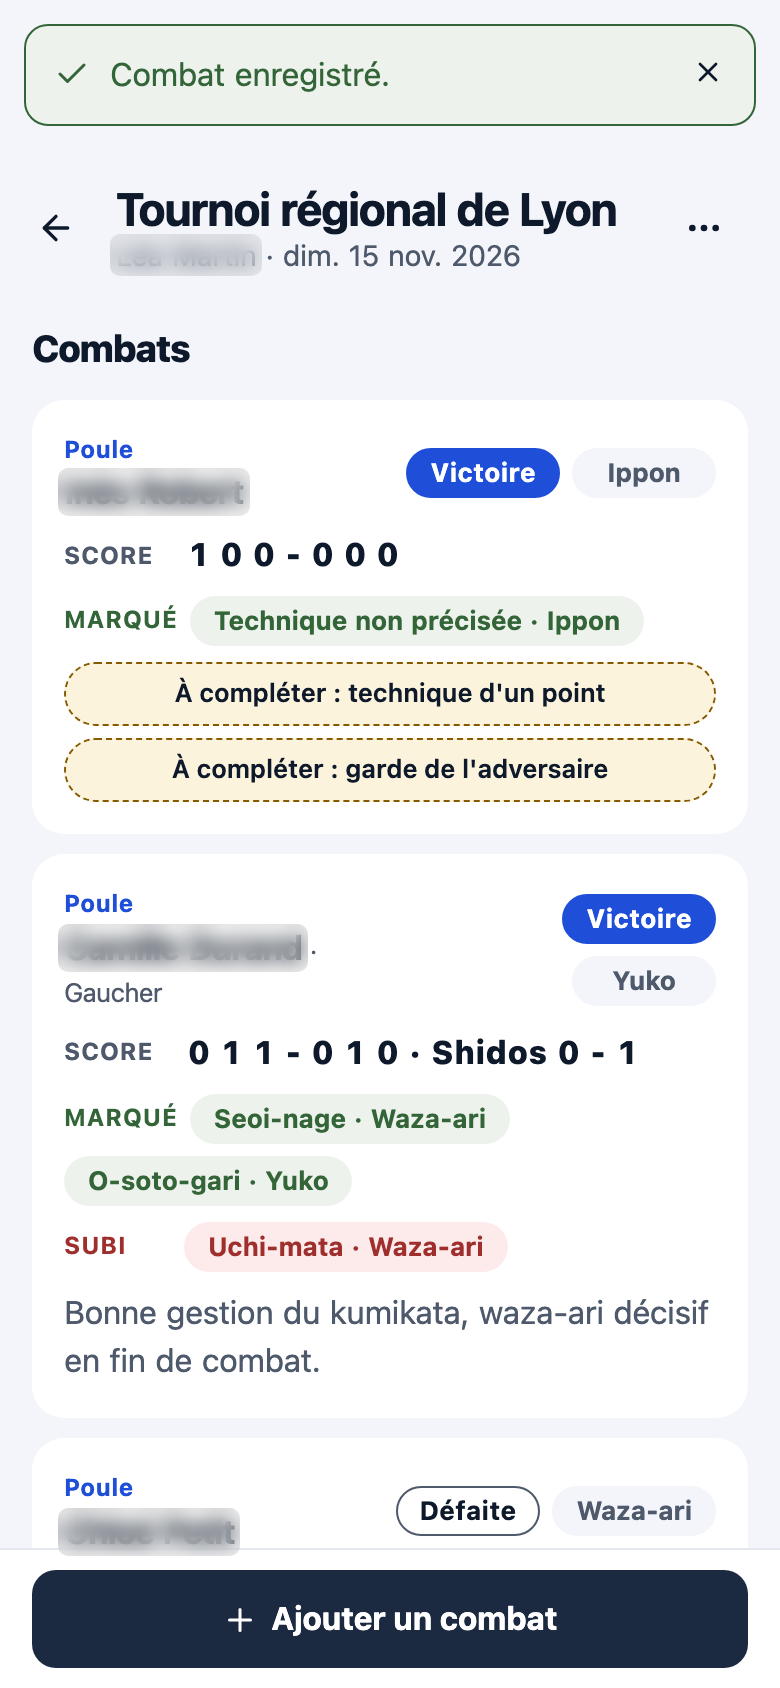 Combat enregistré.
Tournoi régional de Lyon
· dim. 15 nov. 2026
Combats
Poule
Victoire Ippon
SCORE 1 0 0 - 0 0 0
MARQUÉ Technique non précisée · Ippon
À compléter : technique d'un point
À compléter : garde de l'adversaire
Poule
Victoire
·
Yuko
Gaucher
SCORE 0 1 1 - 0 1 0 · Shidos 0 - 1
MARQUÉ Seoi-nage · Waza-ari
O-soto-gari · Yuko
SUBI Uchi-mata · Waza-ari
Bonne gestion du kumikata, waza-ari décisif
en fin de combat.
Poule
Défaite Waza-ari
+ Ajouter un combat